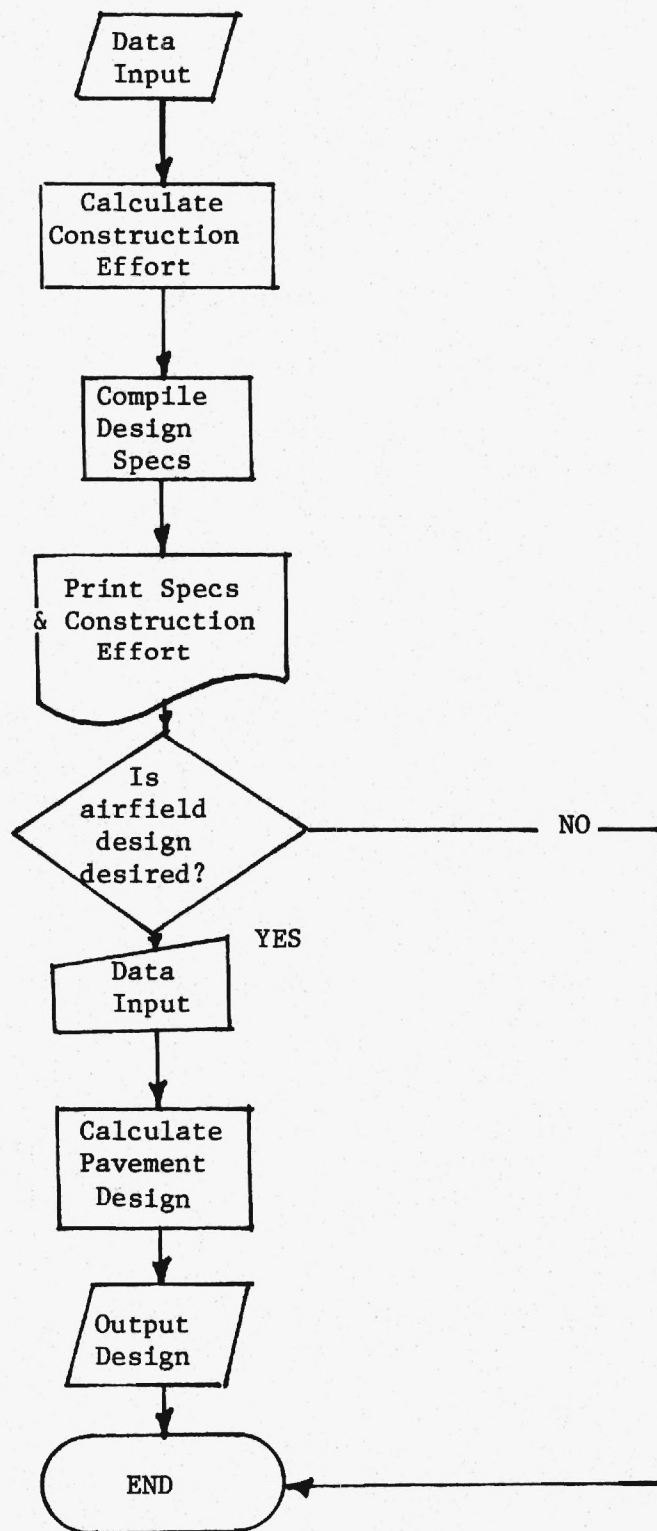 Data
Input
Calculate
Construction
Effort
Compile
Design
Specs
Print Specs
& Construction
Effort
Is
airfield
design
desired?
NO
YES
Data
Input
Calculate
Pavement
Design
Output
Design
END